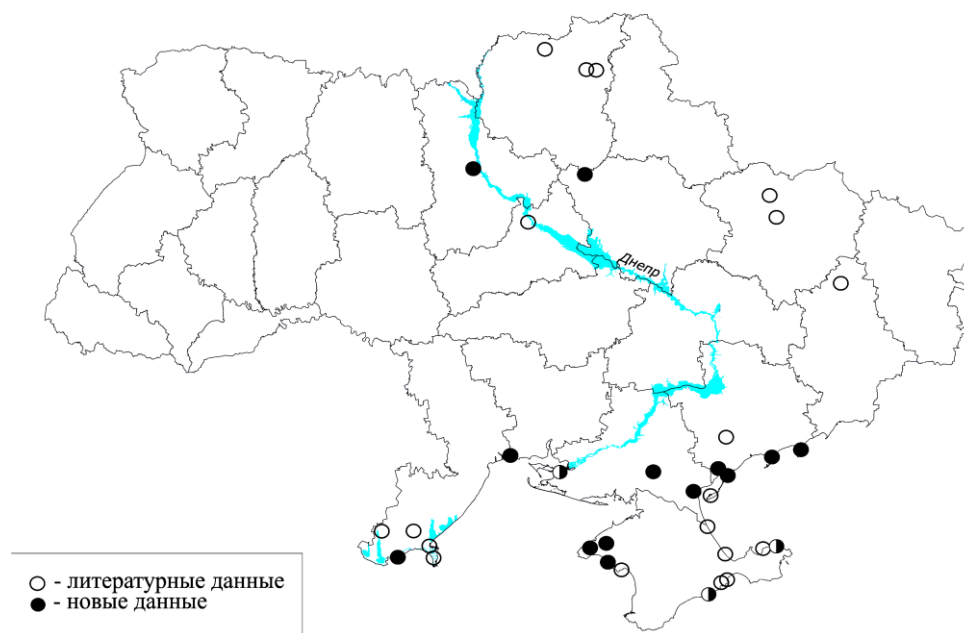 Днепр
- литературные данные
- новые данные